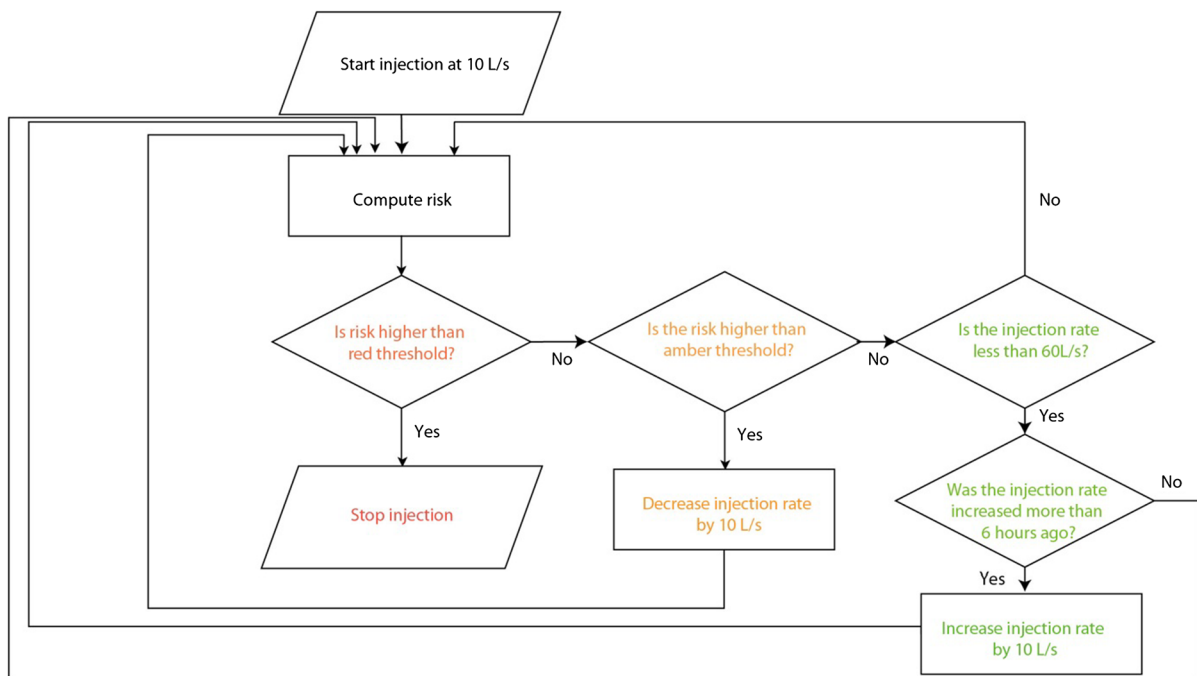 Start injection at 10 L/s
Compute risk
No
Is risk higher than
red threshold?
No
Is the risk higher than
amber threshold?
No
Is the injection rate
less than 60L/s?
Yes
Yes
Yes
Stop injection
Decrease injection rate
by 10 L/s
Was the injection rate
increased more than
6 hours ago?
No
Yes
Increase injection rate
by 10 L/s